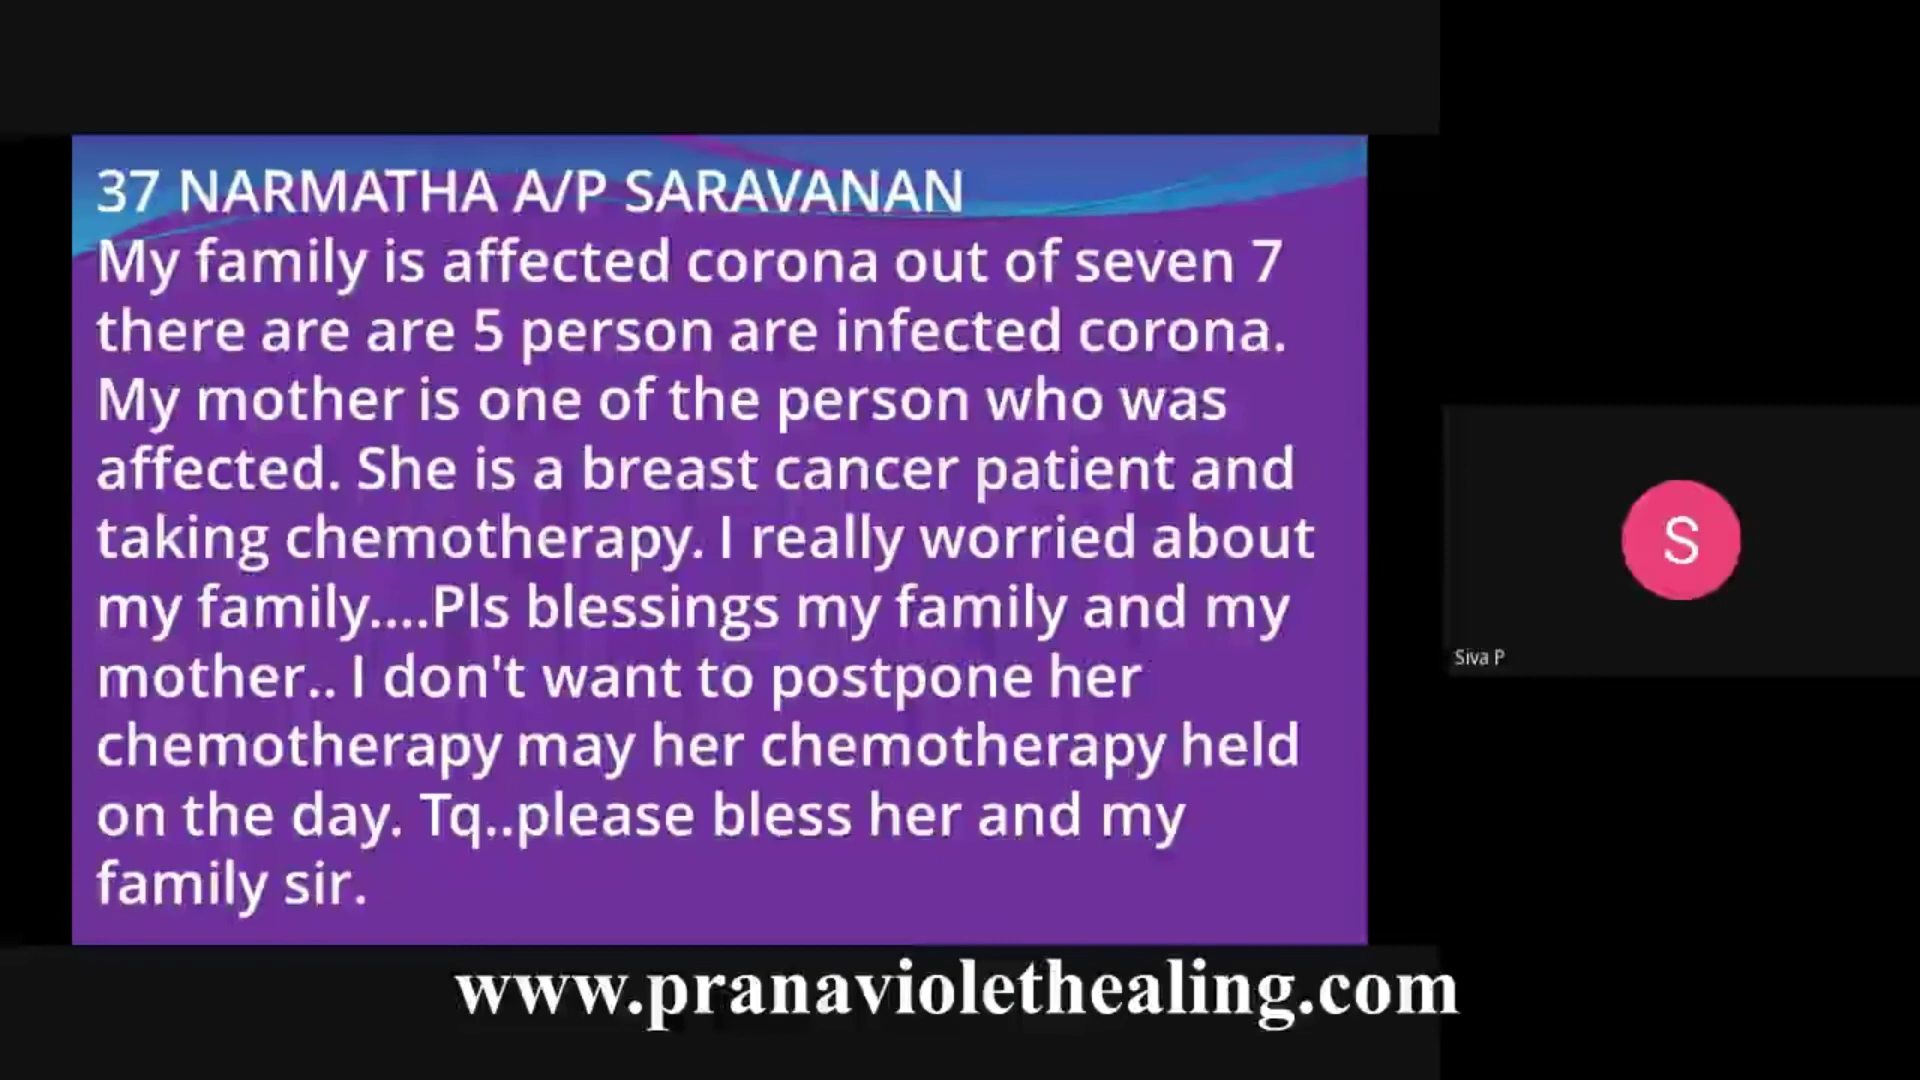 37 NARMATHA A/P SARAVANAN
My family is affected corona out of seven 7
there are are 5 person are infected corona.
My mother is one of the person who was
affected. She is a breast cancer patient and
taking chemotherapy. I really worried about
my family....Pls blessings my family and my
mother.. I don't want to postpone her
chemotherapy may her chemotherapy held
on the day. Tq..please bless her and my
family sir.
S
Siva P
www.pranaviolethealing.com